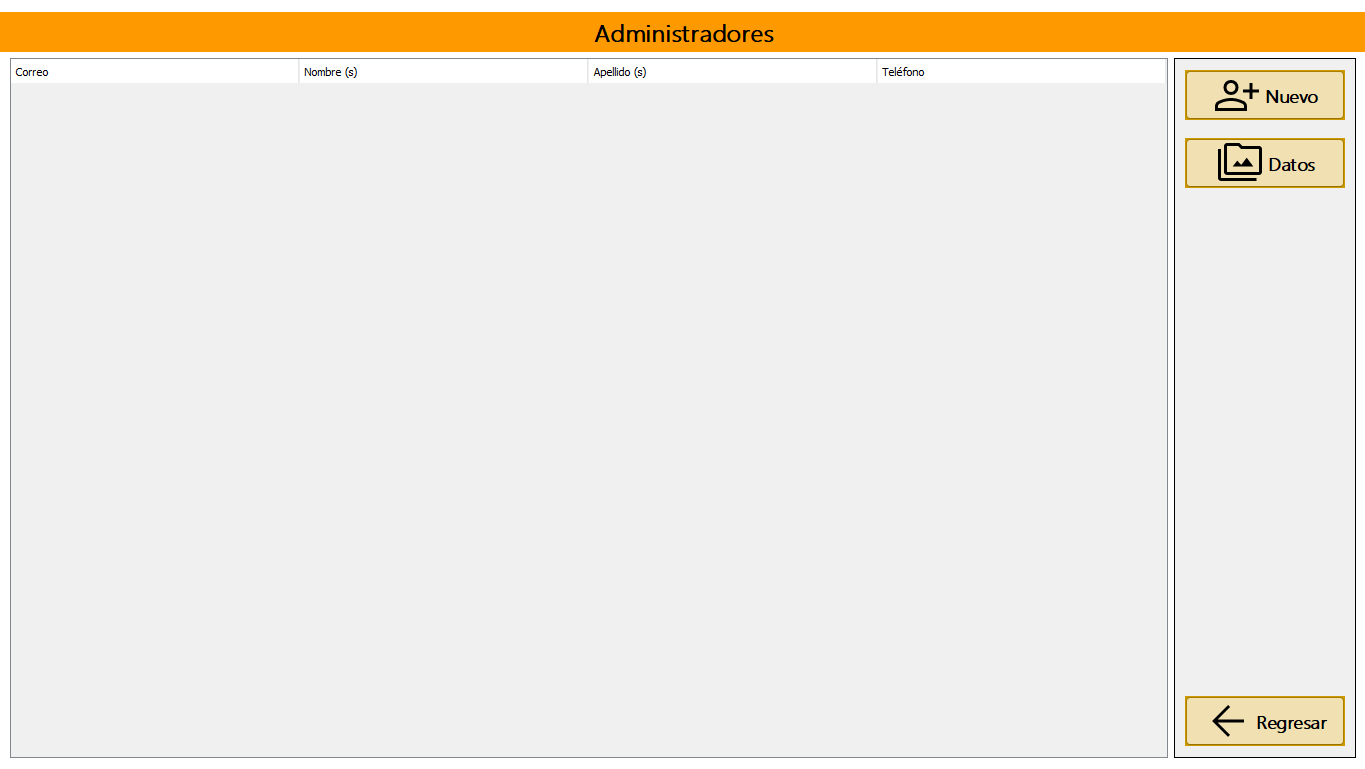 Administradores
Correo Nombre (s) Apellido (s) Teléfono
Nuevo
Datos
Regresar